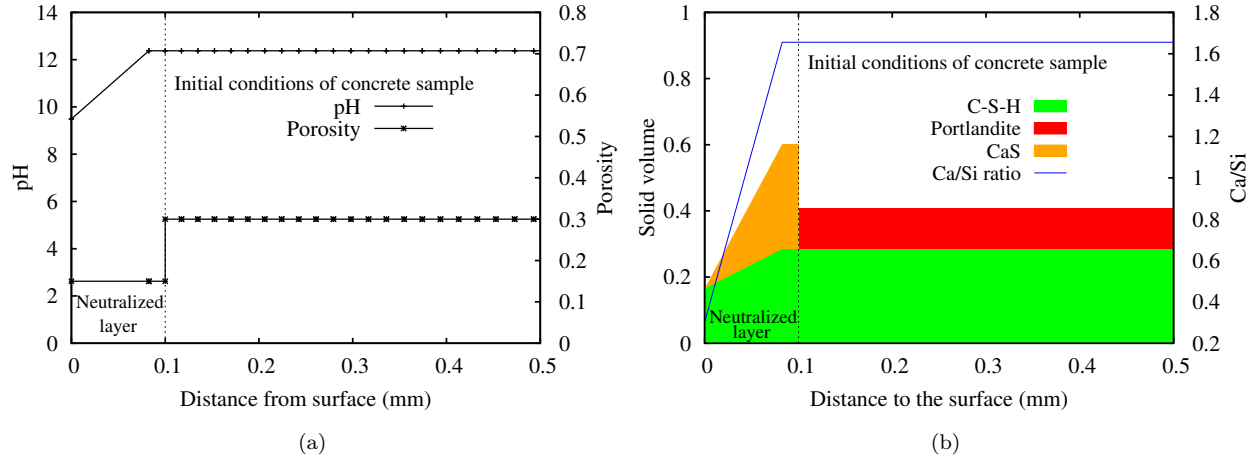 14
12
10
8
6
4
2
0
pH
0
0.1
0.2
0.3
0.4
0.5
Distance from surface (mm)
0.8
0.7
0.6
0.5
0.4
0.3
0.2
0.1
0
Porosity
Initial conditions of concrete sample
pH
Porosity
Neutralized
layer
(a)
1
0.8
0.6
0.4
0.2
0
Solid volume
0
0.1
0.2
0.3
0.4
0.5
Distance to the surface (mm)
1.8
1.6
1.4
1.2
1
0.8
0.6
0.4
0.2
Ca/Si
Initial conditions of concrete sample
C-S-H
Portlandite
CaS
Ca/Si ratio
Neutralized
layer
(b)